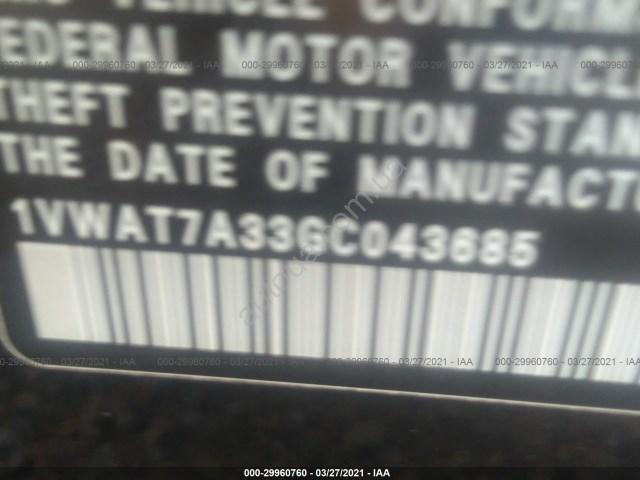 VEHICLE CONFORM
FEDERAL MOTOR VEHICLE
THEFT PREVENTION STAN
THE DATE OF MANUFACT
1VWAT7A33GC043685
000-29960760 - 03/27/2021 - IAA